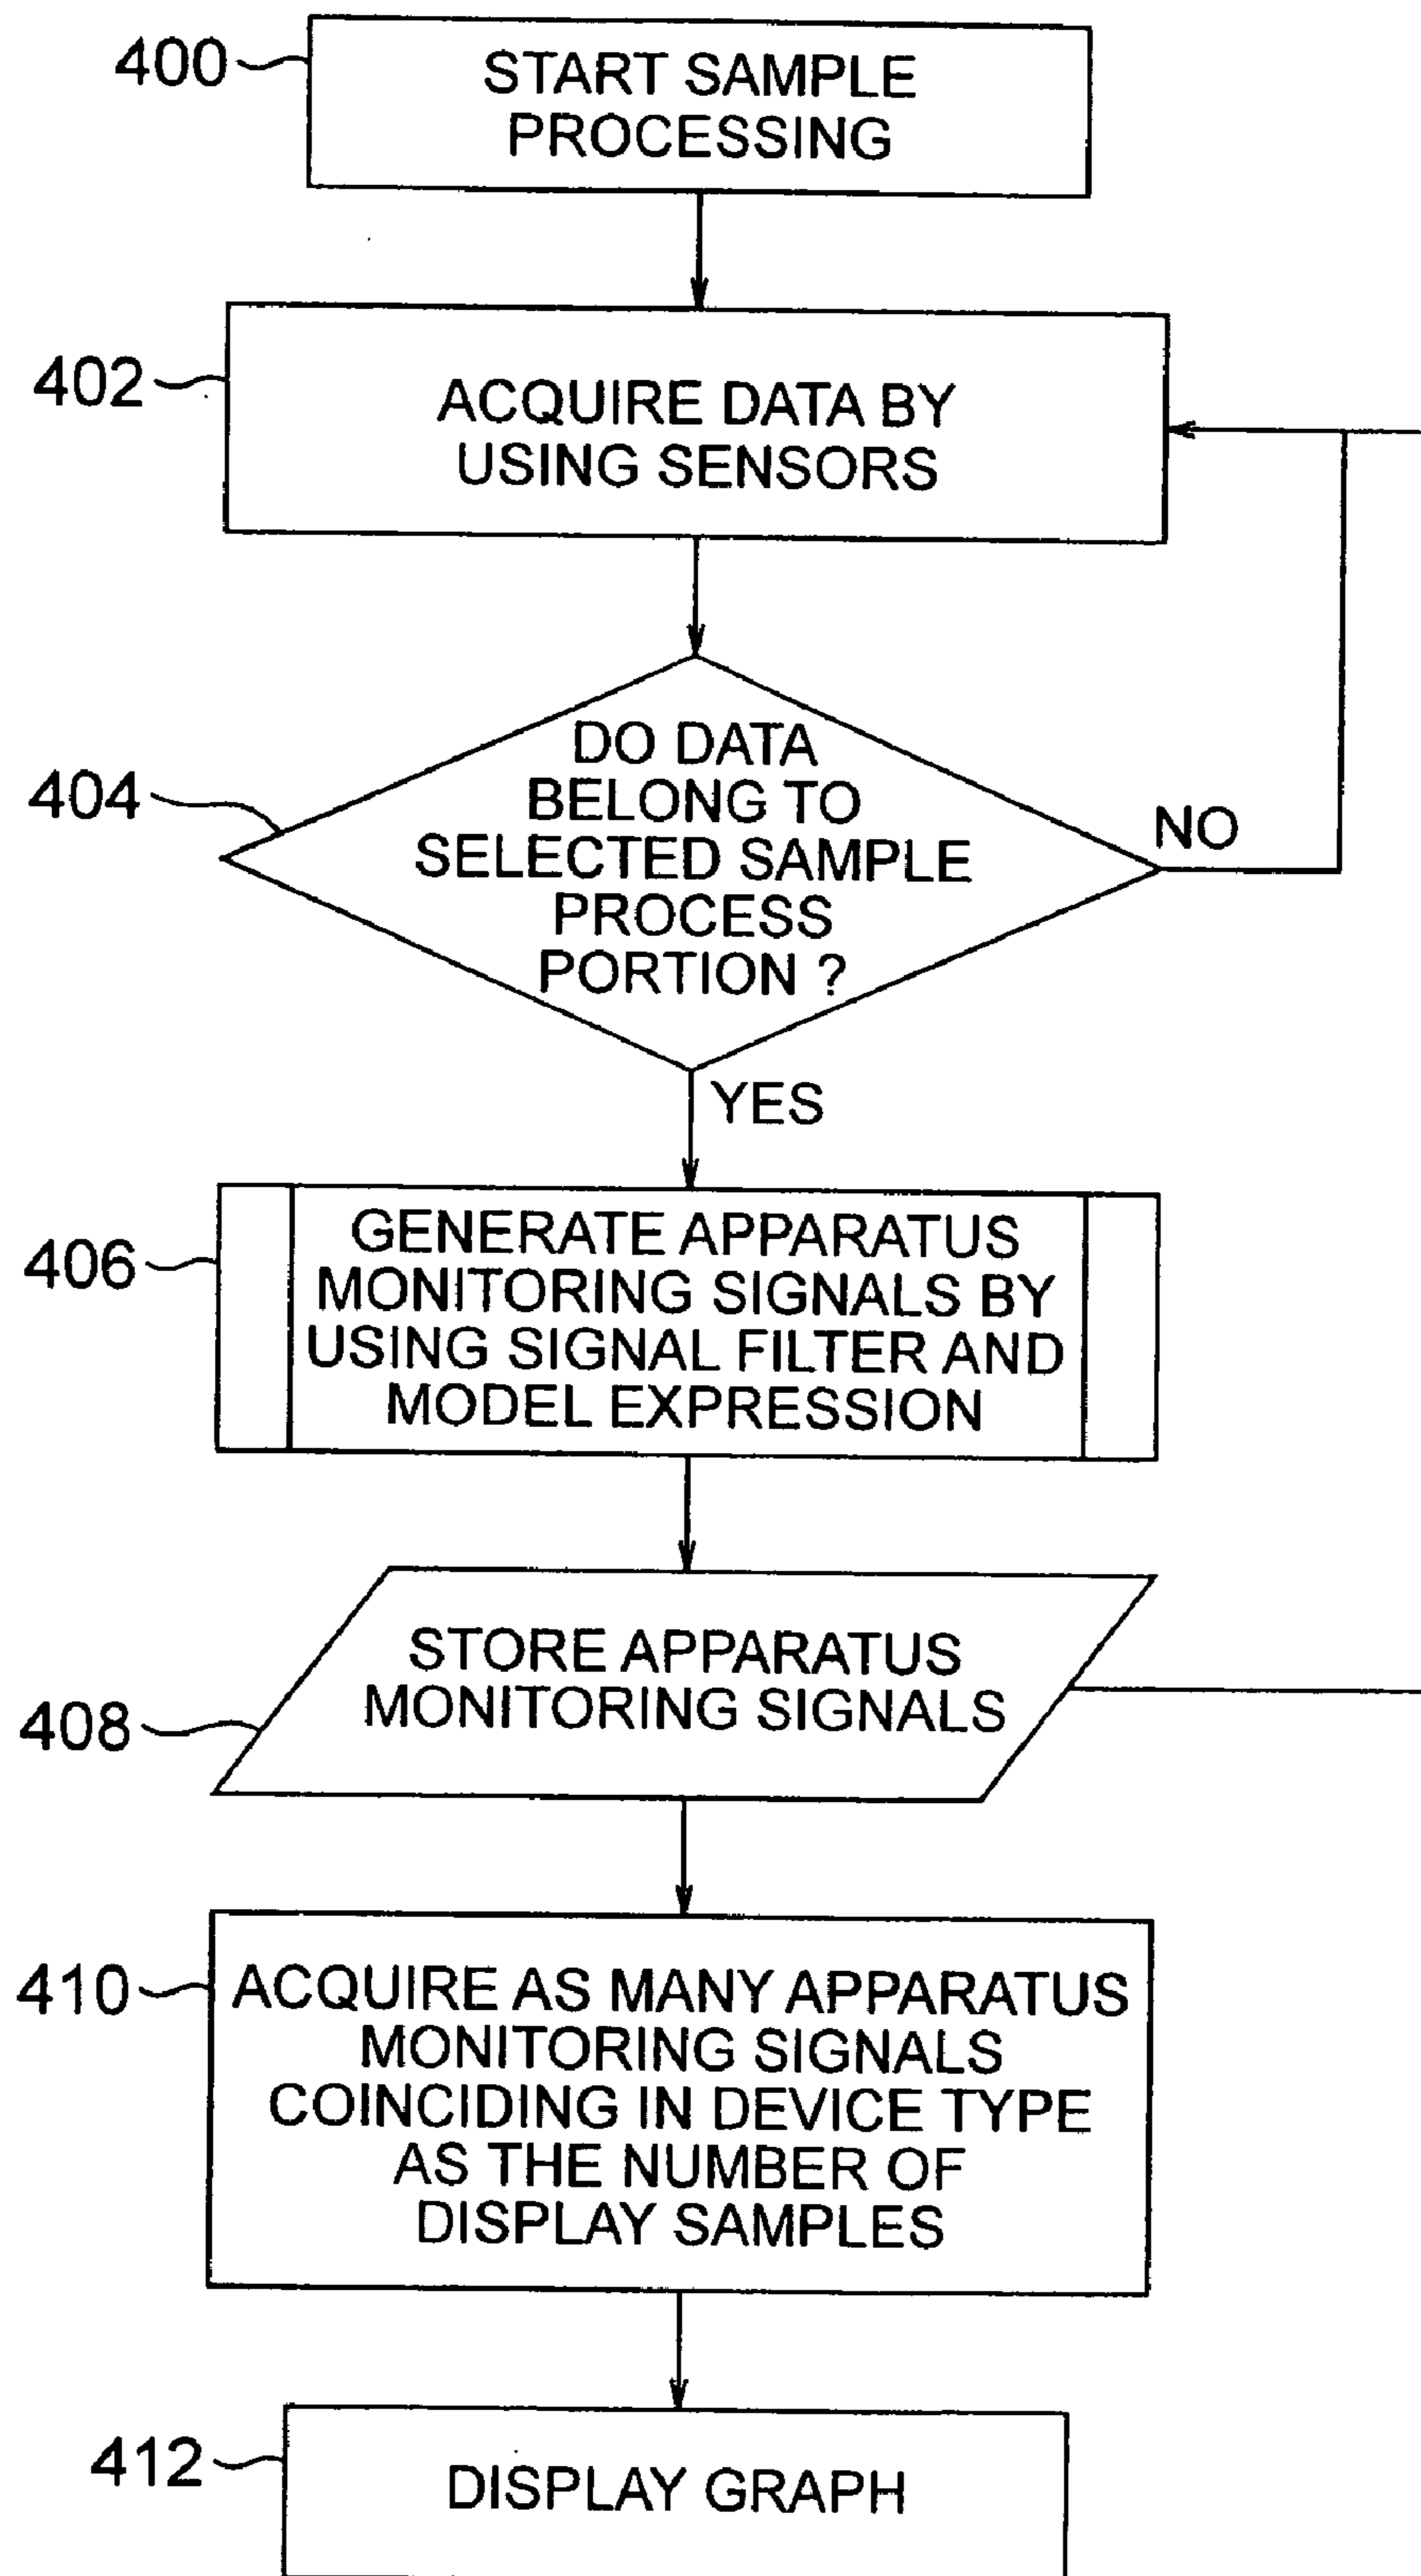 400
START SAMPLE
PROCESSING
402
ACQUIRE DATA BY
USING SENSORS
404
DO DATA
BELONG TO
SELECTED SAMPLE
PROCESS
PORTION ?
NO
YES
406
GENERATE APPARATUS
MONITORING SIGNALS BY
USING SIGNAL FILTER AND
MODEL EXPRESSION
408
STORE APPARATUS
MONITORING SIGNALS
410
ACQUIRE AS MANY APPARATUS
MONITORING SIGNALS
COINCIDING IN DEVICE TYPE
AS THE NUMBER OF
DISPLAY SAMPLES
412
DISPLAY GRAPH